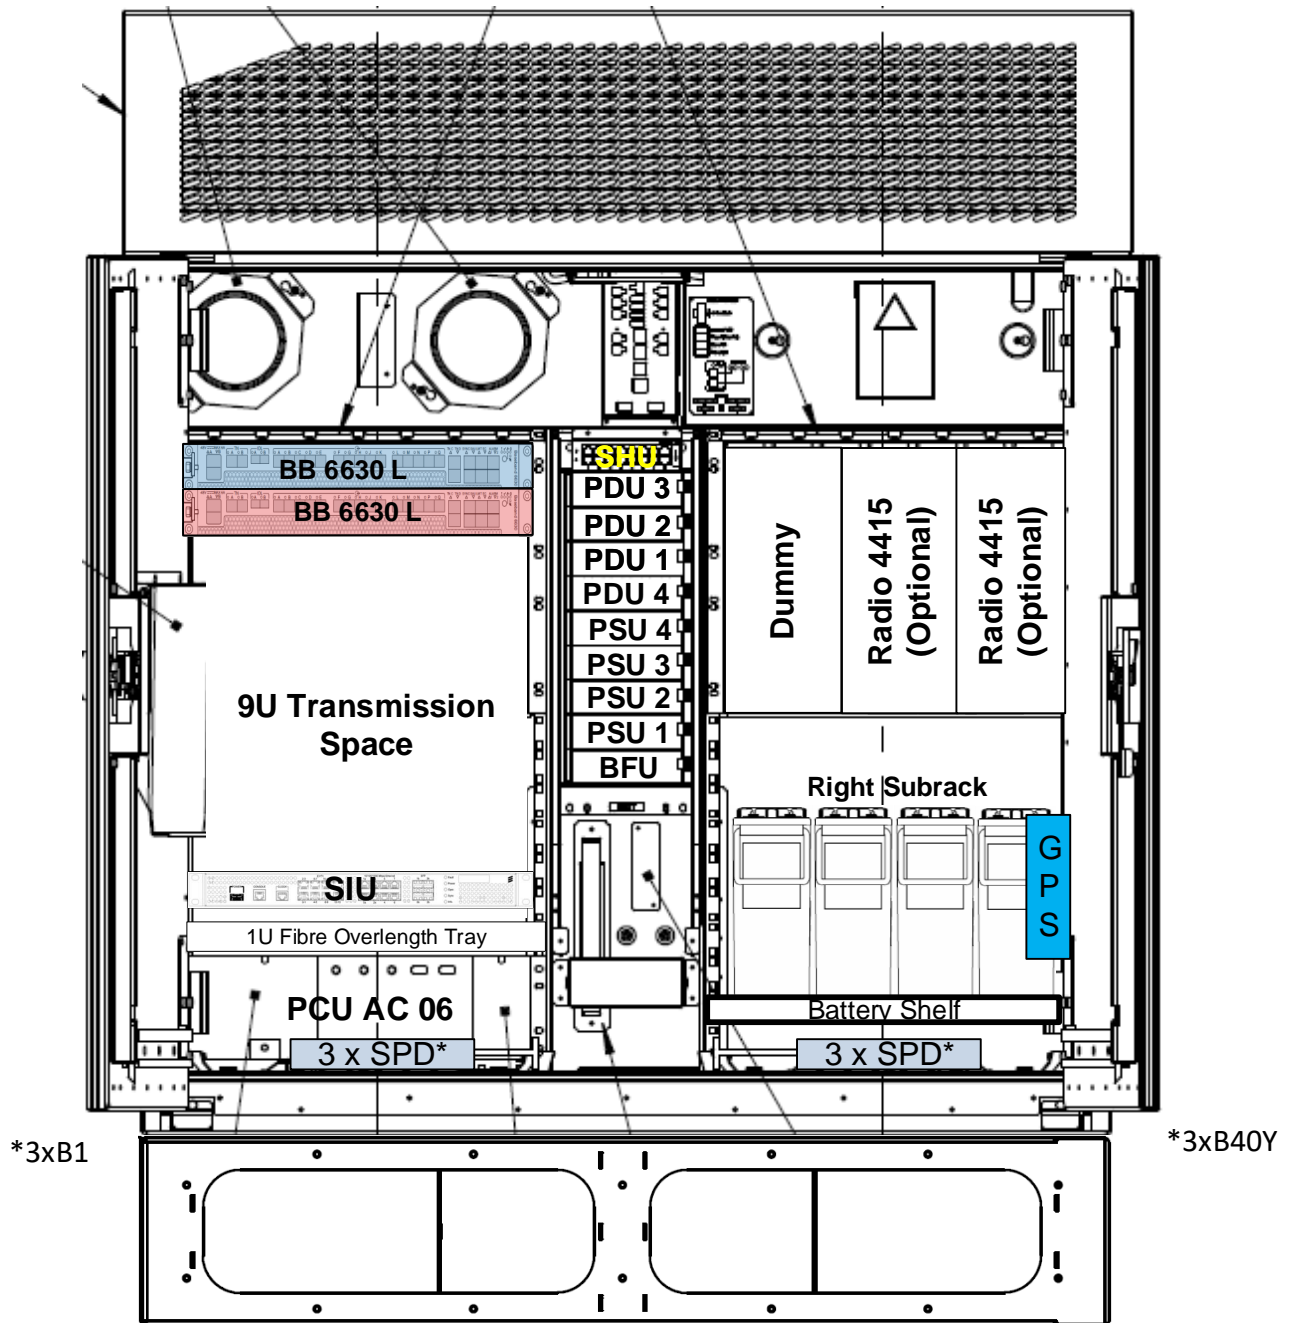 BB 6630 L
BB 6630 L
9U Transmission
Space
SIU
1U Fibre Overlength Tray
PCU AC 06
3 x SPD*
SHU
PDU 3
PDU 2
PDU 1
PDU 4
PSU 4
PSU 3
PSU 2
PSU 1
BFU
Dummy
Radio 4415
(Optional)
Radio 4415
(Optional)
Right Subrack
GPS
Battery Shelf
3 x SPD*
*3xB1
*3xB40Y